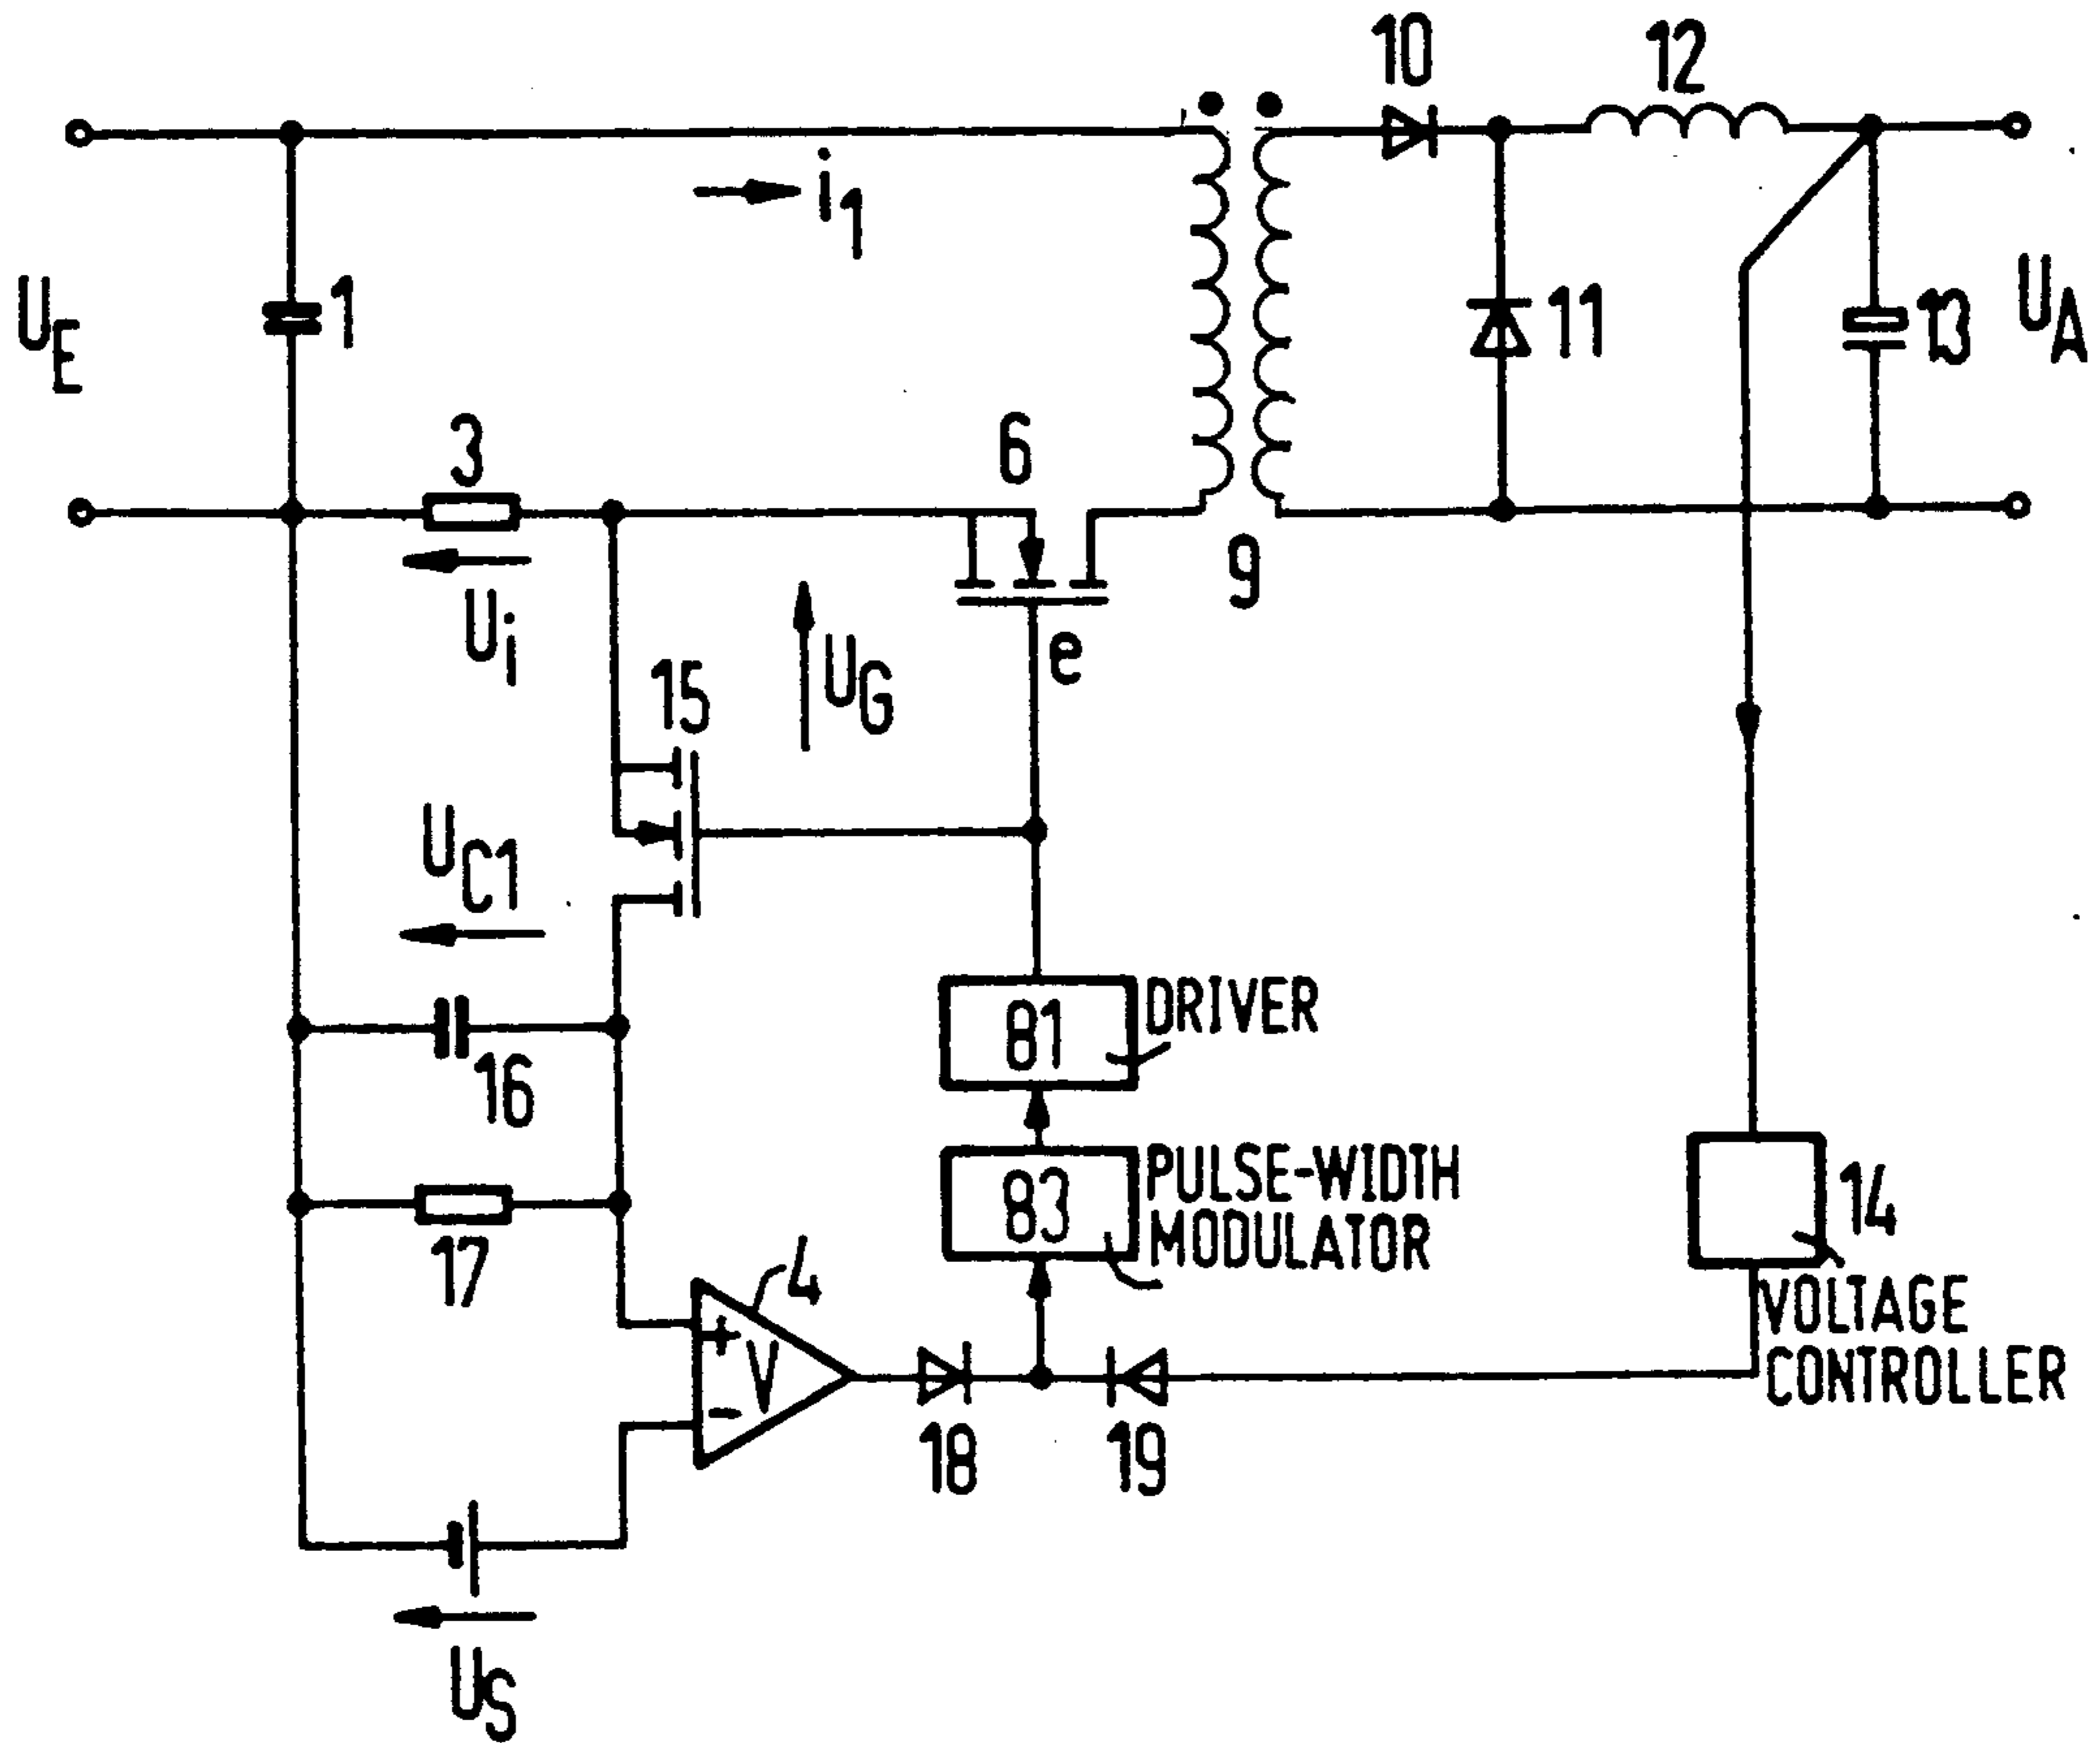 10
12
i1
UE
1
11
13
UA
3
6
9
Ui
e
15
UG
UC1
81
DRIVER
16
83
PULSE-WIDTH
MODULATOR
14
17
4
+
V
-
VOLTAGE
CONTROLLER
18
19
US